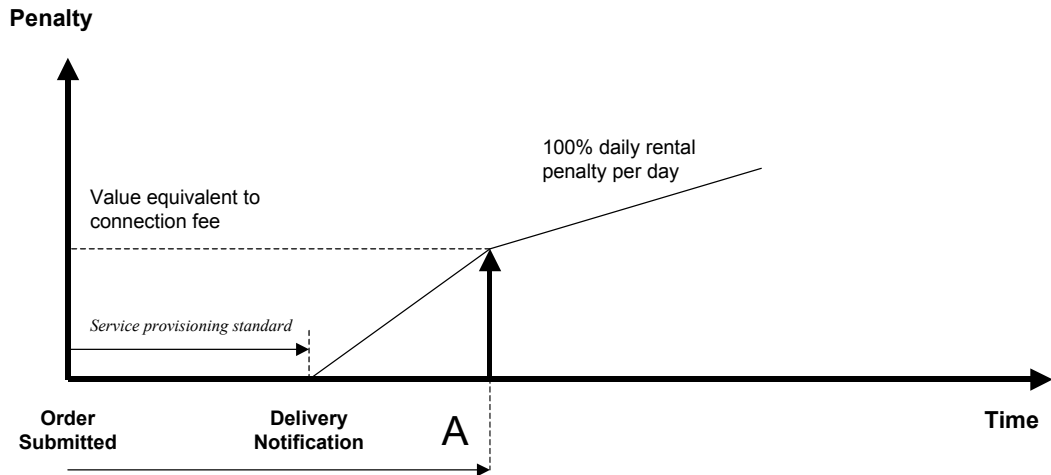 Penalty
100% daily rental
penalty per day
Value equivalent to
connection fee
Service provisioning standard
Order
Submitted
Delivery
Notification
A
Time